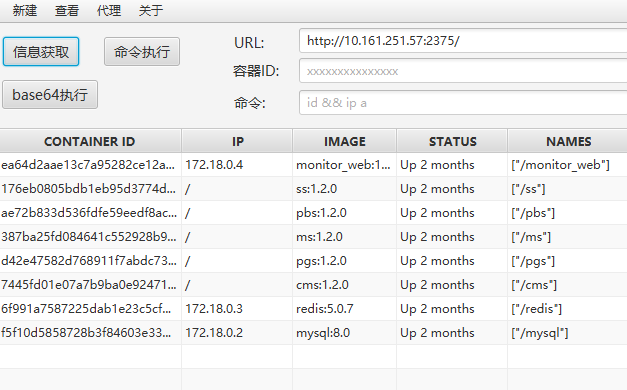 新建 查看 代理 关于
信息获取 命令执行 URL: http://10.161.251.57:2375/
容器ID: xxxxxxxxxxxxxxx
base64执行 命令: id && ip a
CONTAINER ID IP IMAGE STATUS NAMES
ea64d2aae13c7a95282ce12a... 172.18.0.4 monitor_web:1... Up 2 months ["/monitor_web"]
176eb0805bdb1eb95d3774d... / ss:1.2.0 Up 2 months ["/ss"]
ae72b833d536fdfe59eedf8ac... / pbs:1.2.0 Up 2 months ["/pbs"]
387ba25fd084641c552928b9... / ms:1.2.0 Up 2 months ["/ms"]
d42e47582d768911f7abdc73... / pgs:1.2.0 Up 2 months ["/pgs"]
7445fd01e07a7b9ba0e92471... / cms:1.2.0 Up 2 months ["/cms"]
6f991a7587225dab1e23c5cf... 172.18.0.3 redis:5.0.7 Up 2 months ["/redis"]
f5f10d5858728b3f84603e33... 172.18.0.2 mysql:8.0 Up 2 months ["/mysql"]